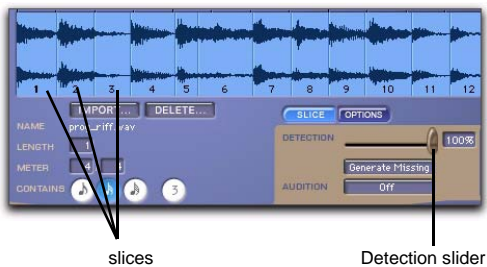 1 2 3 4 5 6 7 8 9 10 11 12
IMPORT... DELETE...
SLICE OPTIONS
NAME
LENGTH 1
DETECTION 100%
METER 4
Generate Missing
CONTAINS 3
AUDITION Off
slices Detection slider